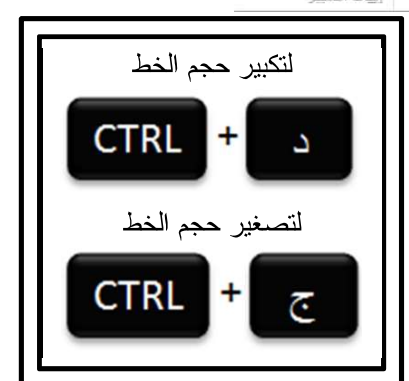 لتكبير حجم الخط
CTRL + د
لتصغير حجم الخط
CTRL + ج